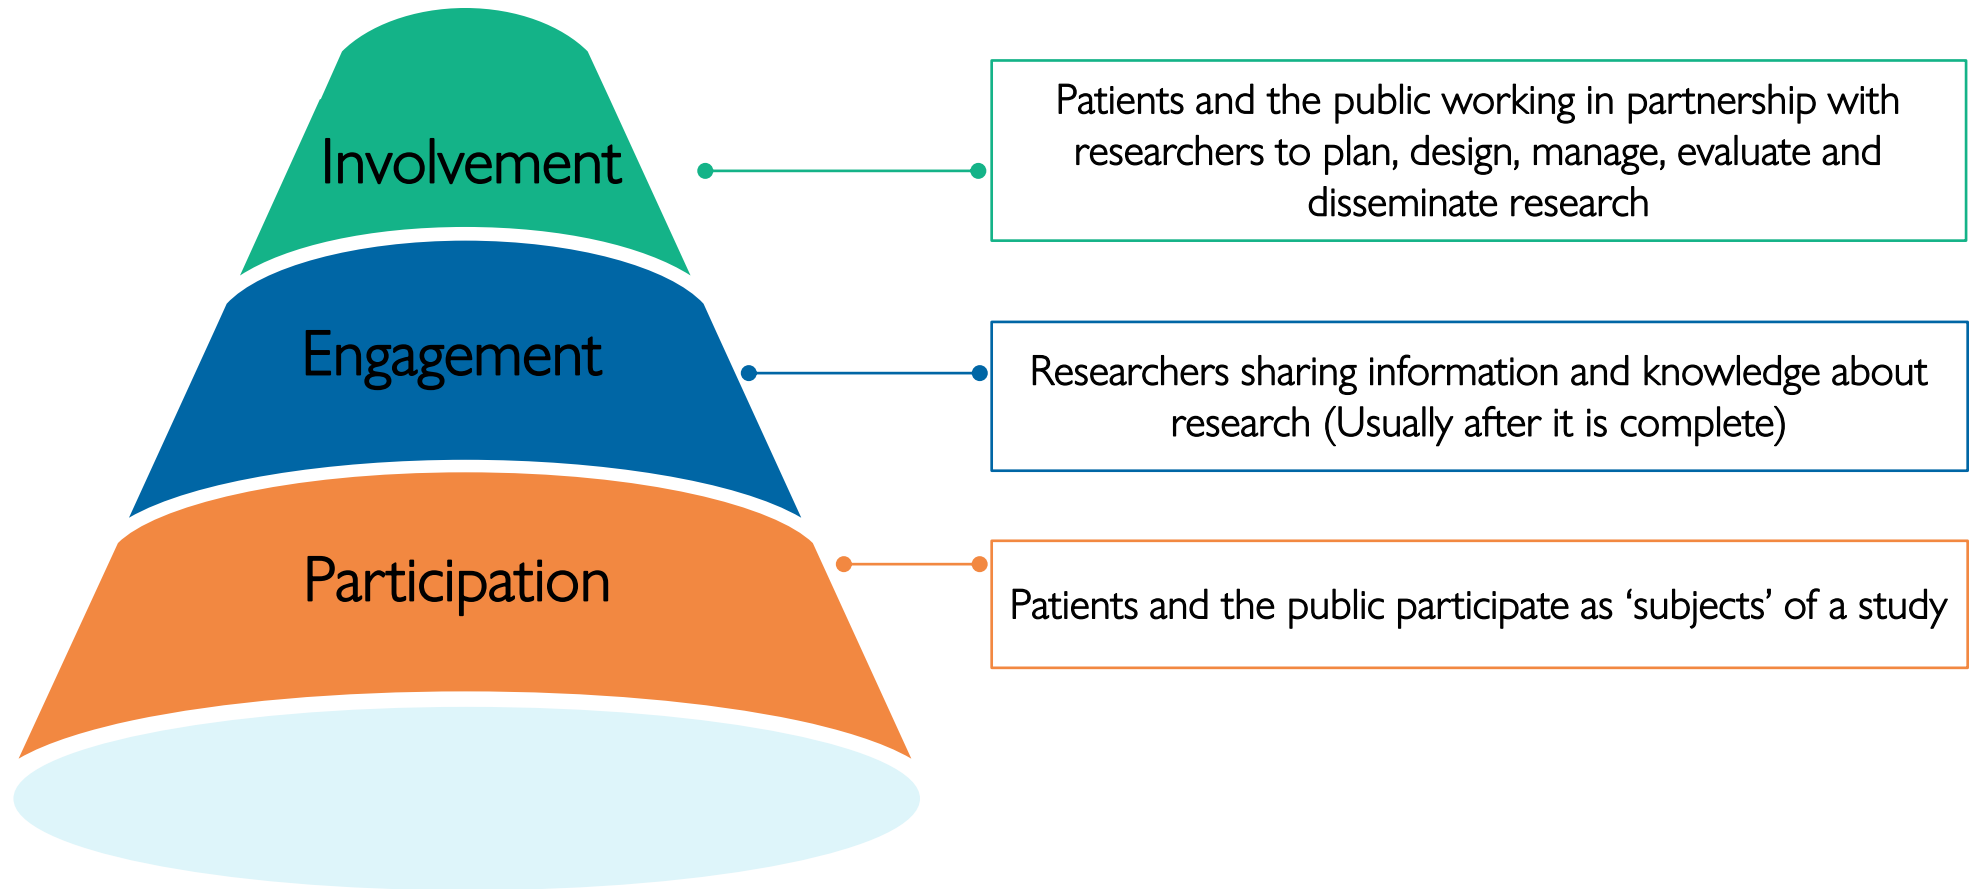 Involvement
Patients and the public working in partnership with
researchers to plan, design, manage, evaluate and
disseminate research
Engagement
Researchers sharing information and knowledge about
research (Usually after it is complete)
Participation
Patients and the public participate as ‘subjects’ of a study